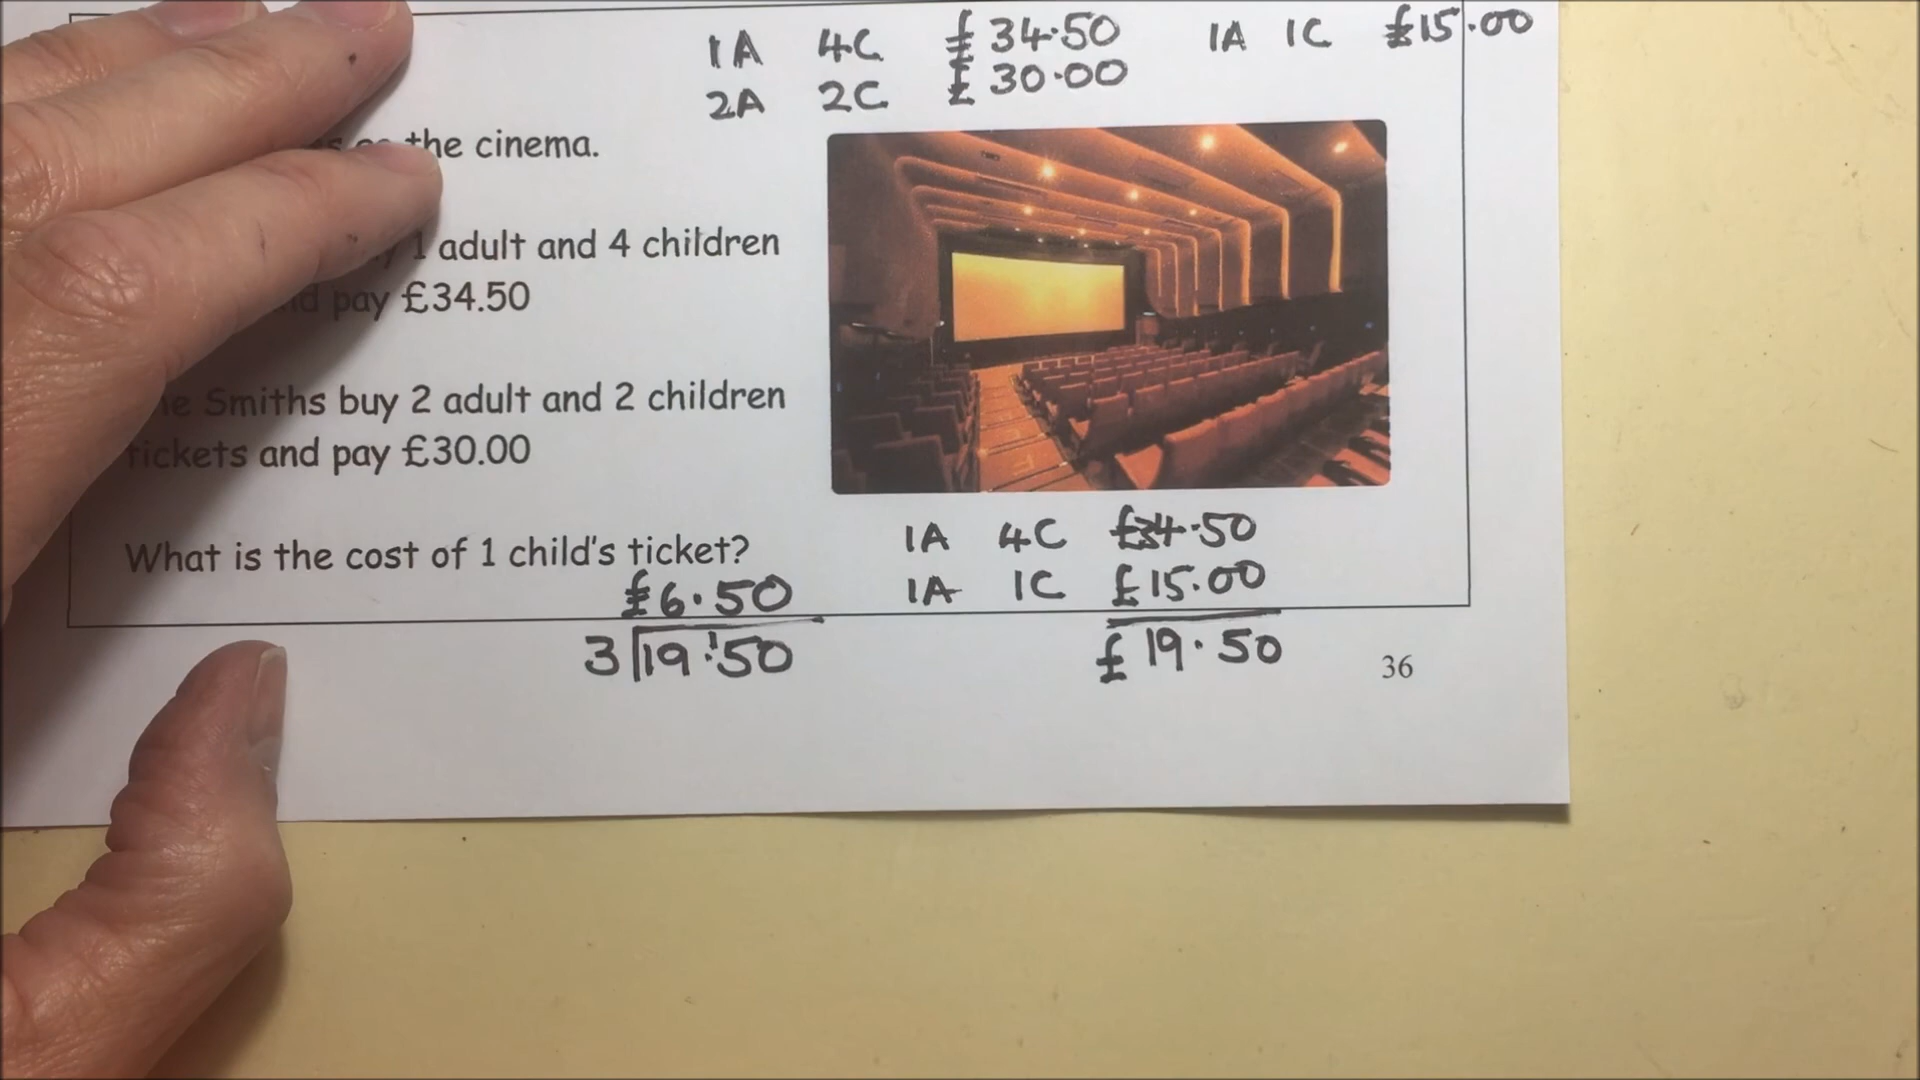 1A 4C £34.50 1A 1C £15.00
2A 2C £30.00
the cinema.
1 adult and 4 children
pay £34.50
Smiths buy 2 adult and 2 children
tickets and pay £30.00
What is the cost of 1 child's ticket?
1A 4C £34.50
£6.50 1A 1C £15.00
3 19.150 £19.50
36